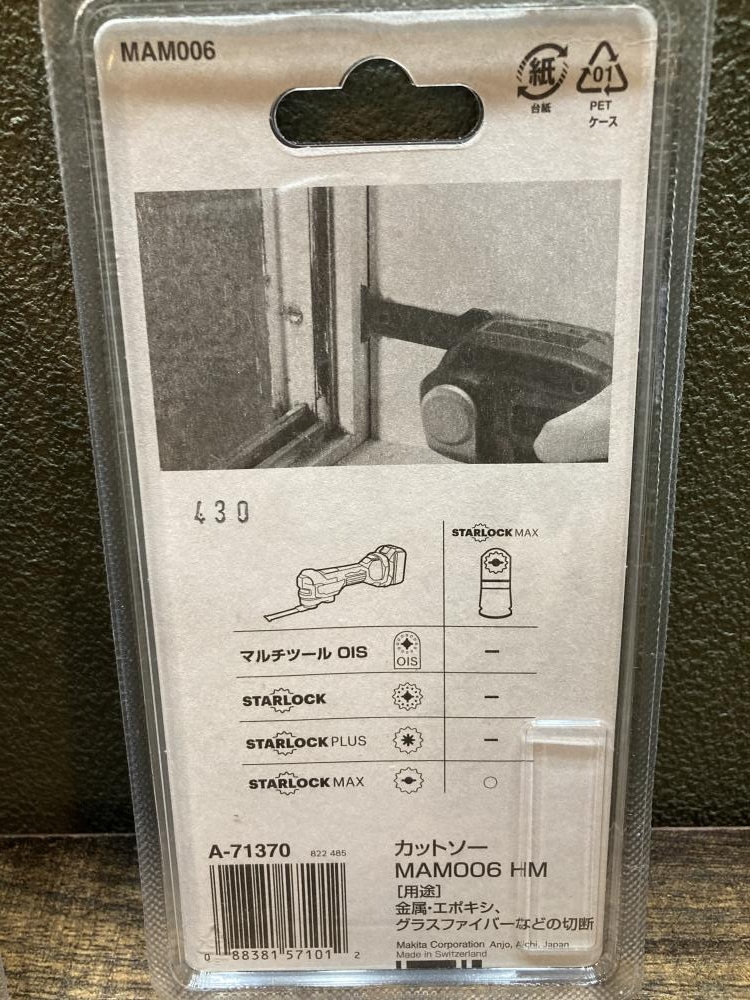 MAM006
紙
台紙
01
PET
ケース
430
STARLOCK MAX
マルチツール OIS
OIS
−
STARLOCK
−
STARLOCK PLUS
−
STARLOCK MAX
○
A-71370 822 485
0 88381 57101 2
カットソー
MAM006 HM
[用途]
金属・エポキシ、
グラスファイバーなどの切断
Makita Corporation Anjo, Aichi, Japan
Made in Switzerland